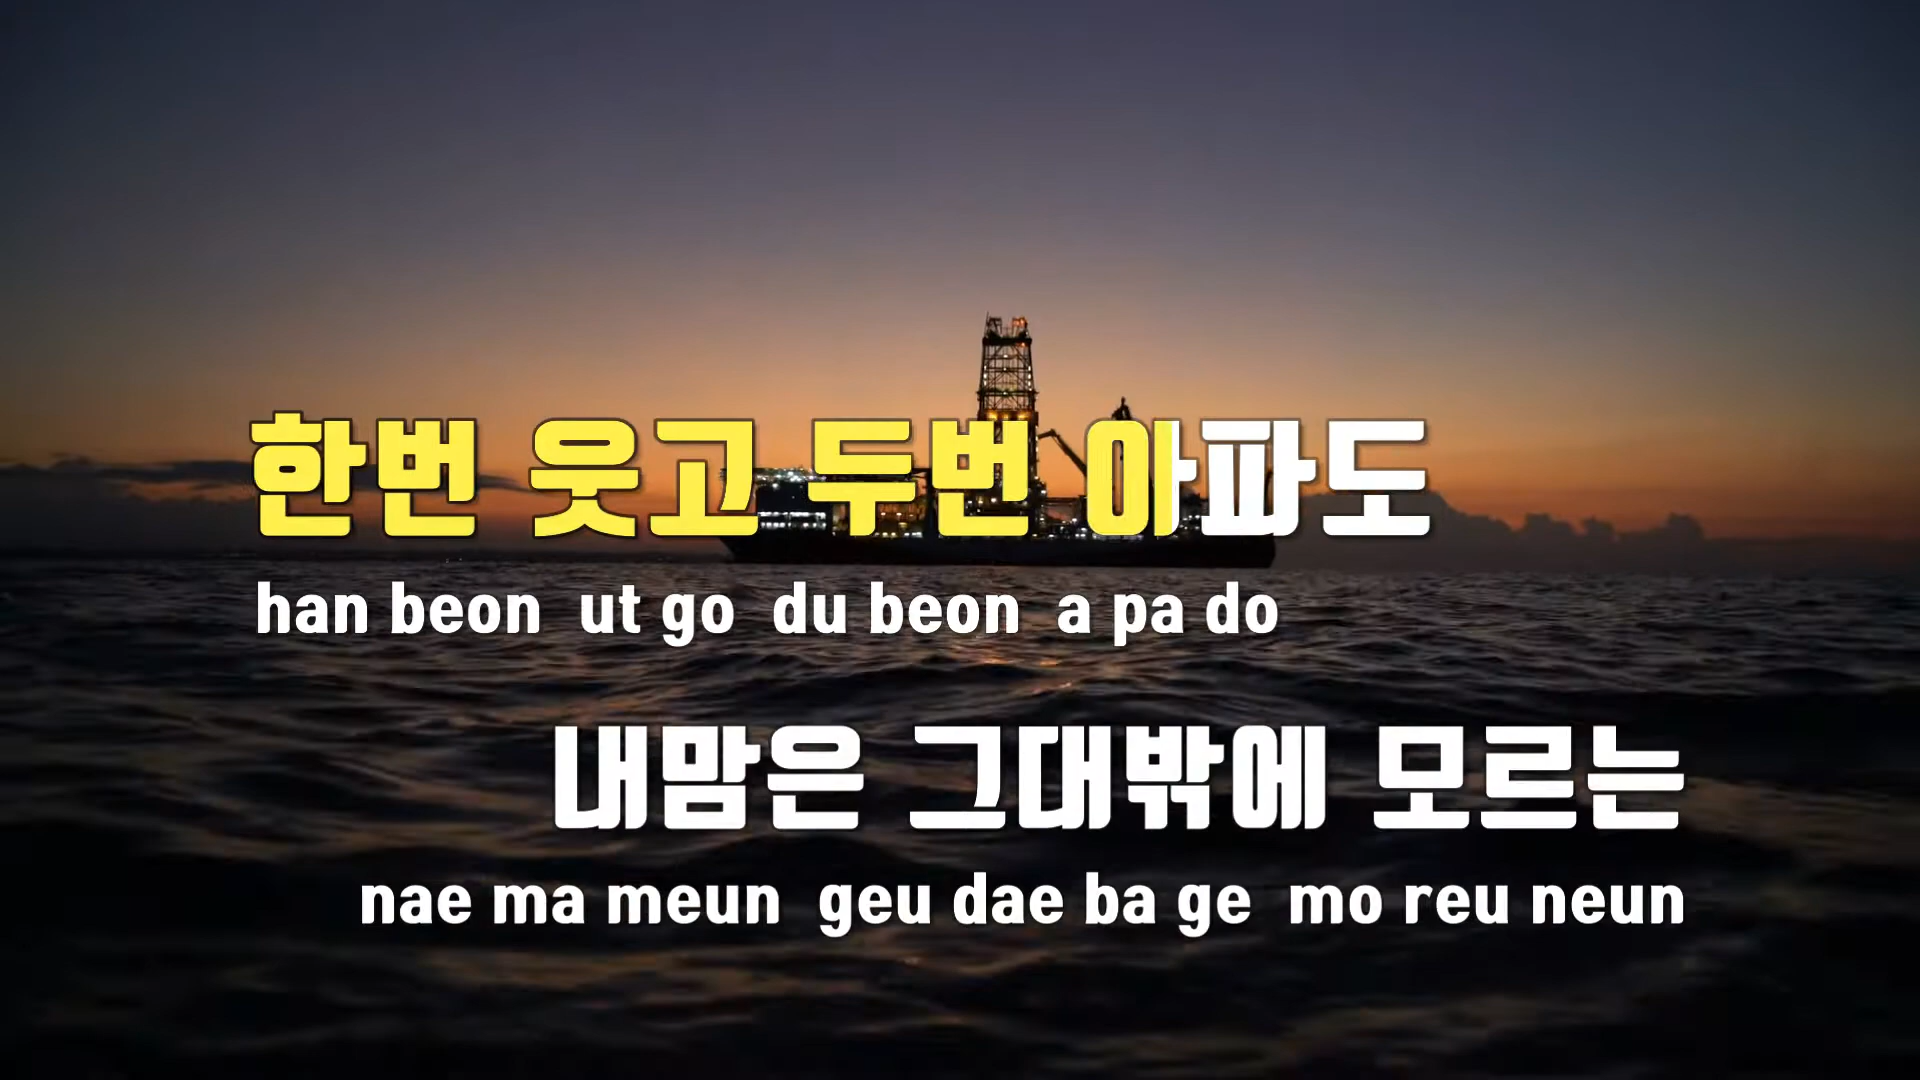 한번 웃고 두번 아파도
han beon ut go du beon a pa do
내맘은 그대밖에 모르는
nae ma meun geu dae ba ge mo reu neun